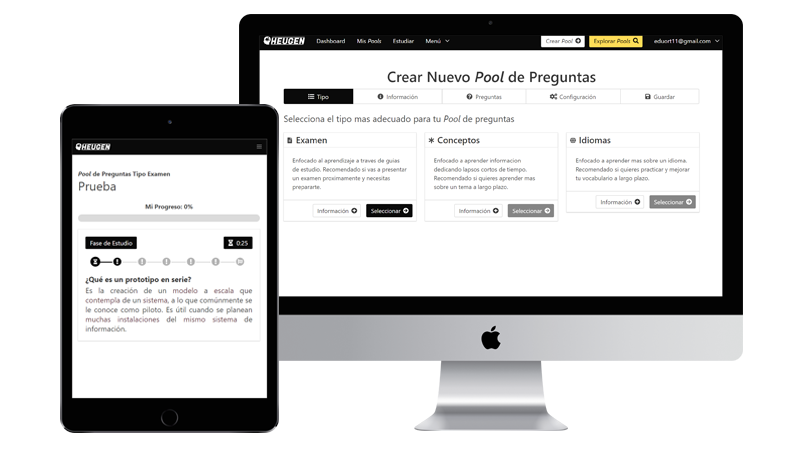 QHEUGEN
Dashboard Mis Pools Estudiar Menú Crear Pool Explorar Pools eduort11@gmail.com
Crear Nuevo Pool de Preguntas
Tipo Información Preguntas Configuración Guardar
Selecciona el tipo mas adecuado para tu Pool de preguntas
Examen
Enfocado al aprendizaje a traves de guias
de estudio. Recomendado si vas a presentar
un examen proximamente y necesitas
prepararte.
Información Seleccionar
Conceptos
Enfocado a aprender informacion
dedicando lapsos cortos de tiempo.
Recomendado si quieres aprender mas
sobre un tema a largo plazo.
Información Seleccionar
Idiomas
Enfocado a aprender mas sobre un idioma.
Recomendado si quieres practicar y mejorar
tu vocabulario a largo plazo.
Información Seleccionar
QHEUGEN
Pool de Preguntas Tipo Examen
Prueba
Mi Progreso: 0%
Fase de Estudio 0:25
¿Qué es un prototipo en serie?
Es la creación de un modelo a escala que
contempla de un sistema, a lo que comúnmente se
le conoce como piloto. Es útil cuando se planean
muchas instalaciones del mismo sistema de
información.